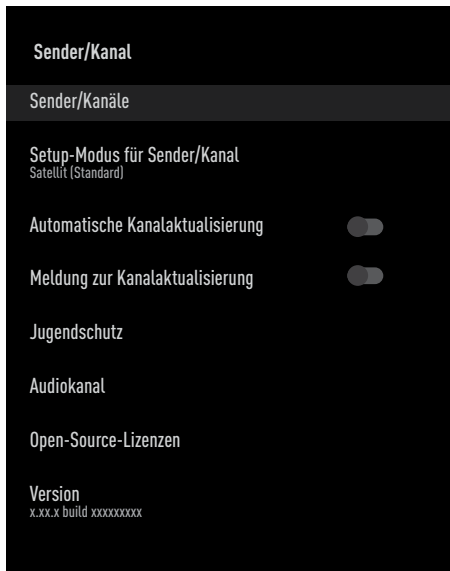 Sender/Kanal
Sender/Kanäle
Setup-Modus für Sender/Kanal
Satellit (Standard)
Automatische Kanalaktualisierung
Meldung zur Kanalaktualisierung
Jugendschutz
Audiokanal
Open-Source-Lizenzen
Version
x.xx.x build xxxxxxxxx